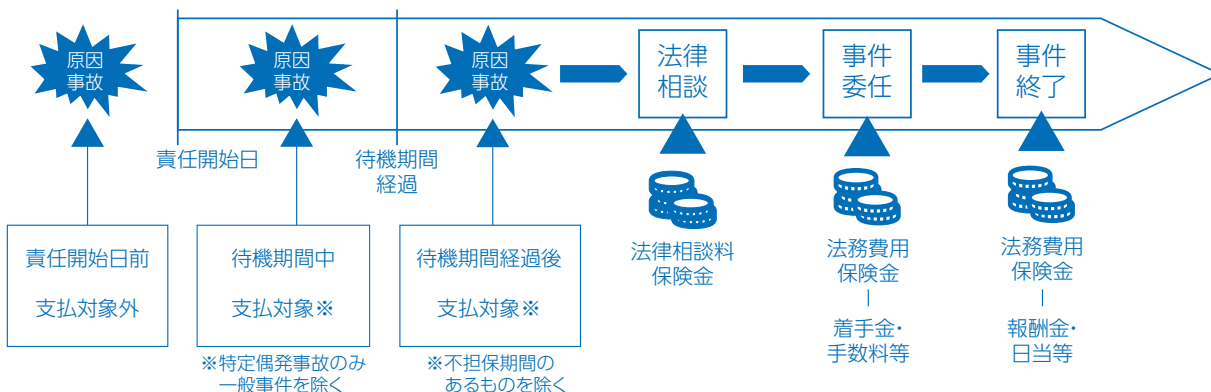 原因
事故
原因
事故
原因
事故
法律
相談
事件
委任
事件
終了
責任開始日
待機期間
経過
責任開始日前
支払対象外
待機期間中
支払対象※
※特定偶発事故のみ
一般事件を除く
待機期間経過後
支払対象※
※不担保期間の
あるものを除く
法律相談料
保険金
法務費用
保険金
着手金・
手数料等
法務費用
保険金
報酬金・
日当等